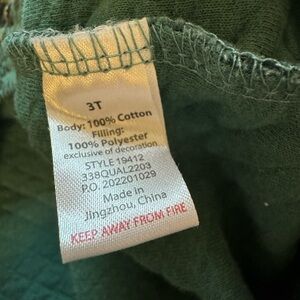 3T
Body: 100% Cotton
Filling:
100% Polyester
exclusive of decoration
STYLE 19412
338QUAL2203
P.O. 202201029
Made in
Jingzhou, China
KEEP AWAY FROM FIRE